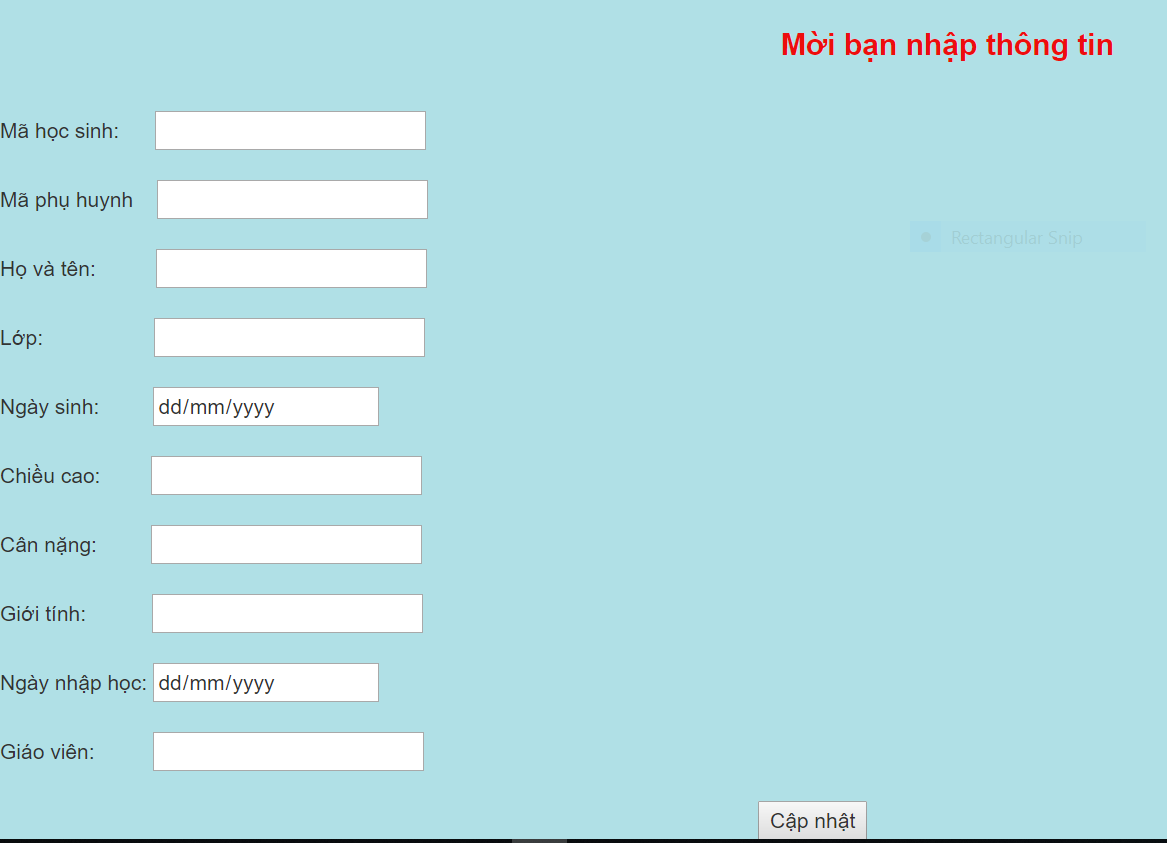 Mời bạn nhập thông tin
Mã học sinh:
Mã phụ huynh
Rectangular Snip
Họ và tên:
Lớp:
Ngày sinh: dd/mm/yyyy
Chiều cao:
Cân nặng:
Giới tính:
Ngày nhập học: dd/mm/yyyy
Giáo viên:
Cập nhật